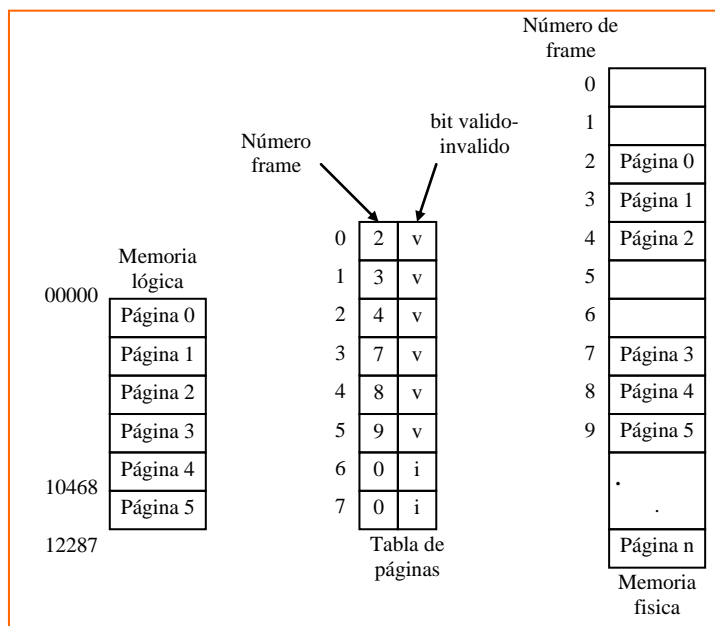 Número de
frame
0
1
2 Página 0
3 Página 1
4 Página 2
5
6
7 Página 3
8 Página 4
9 Página 5
.
.
Página n
Memoria
fisica
Número
frame
bit valido-
invalido
0 2 v
1 3 v
2 4 v
3 7 v
4 8 v
5 9 v
6 0 i
7 0 i
Tabla de
páginas
Memoria
lógica
00000
Página 0
Página 1
Página 2
Página 3
Página 4
10468
Página 5
12287